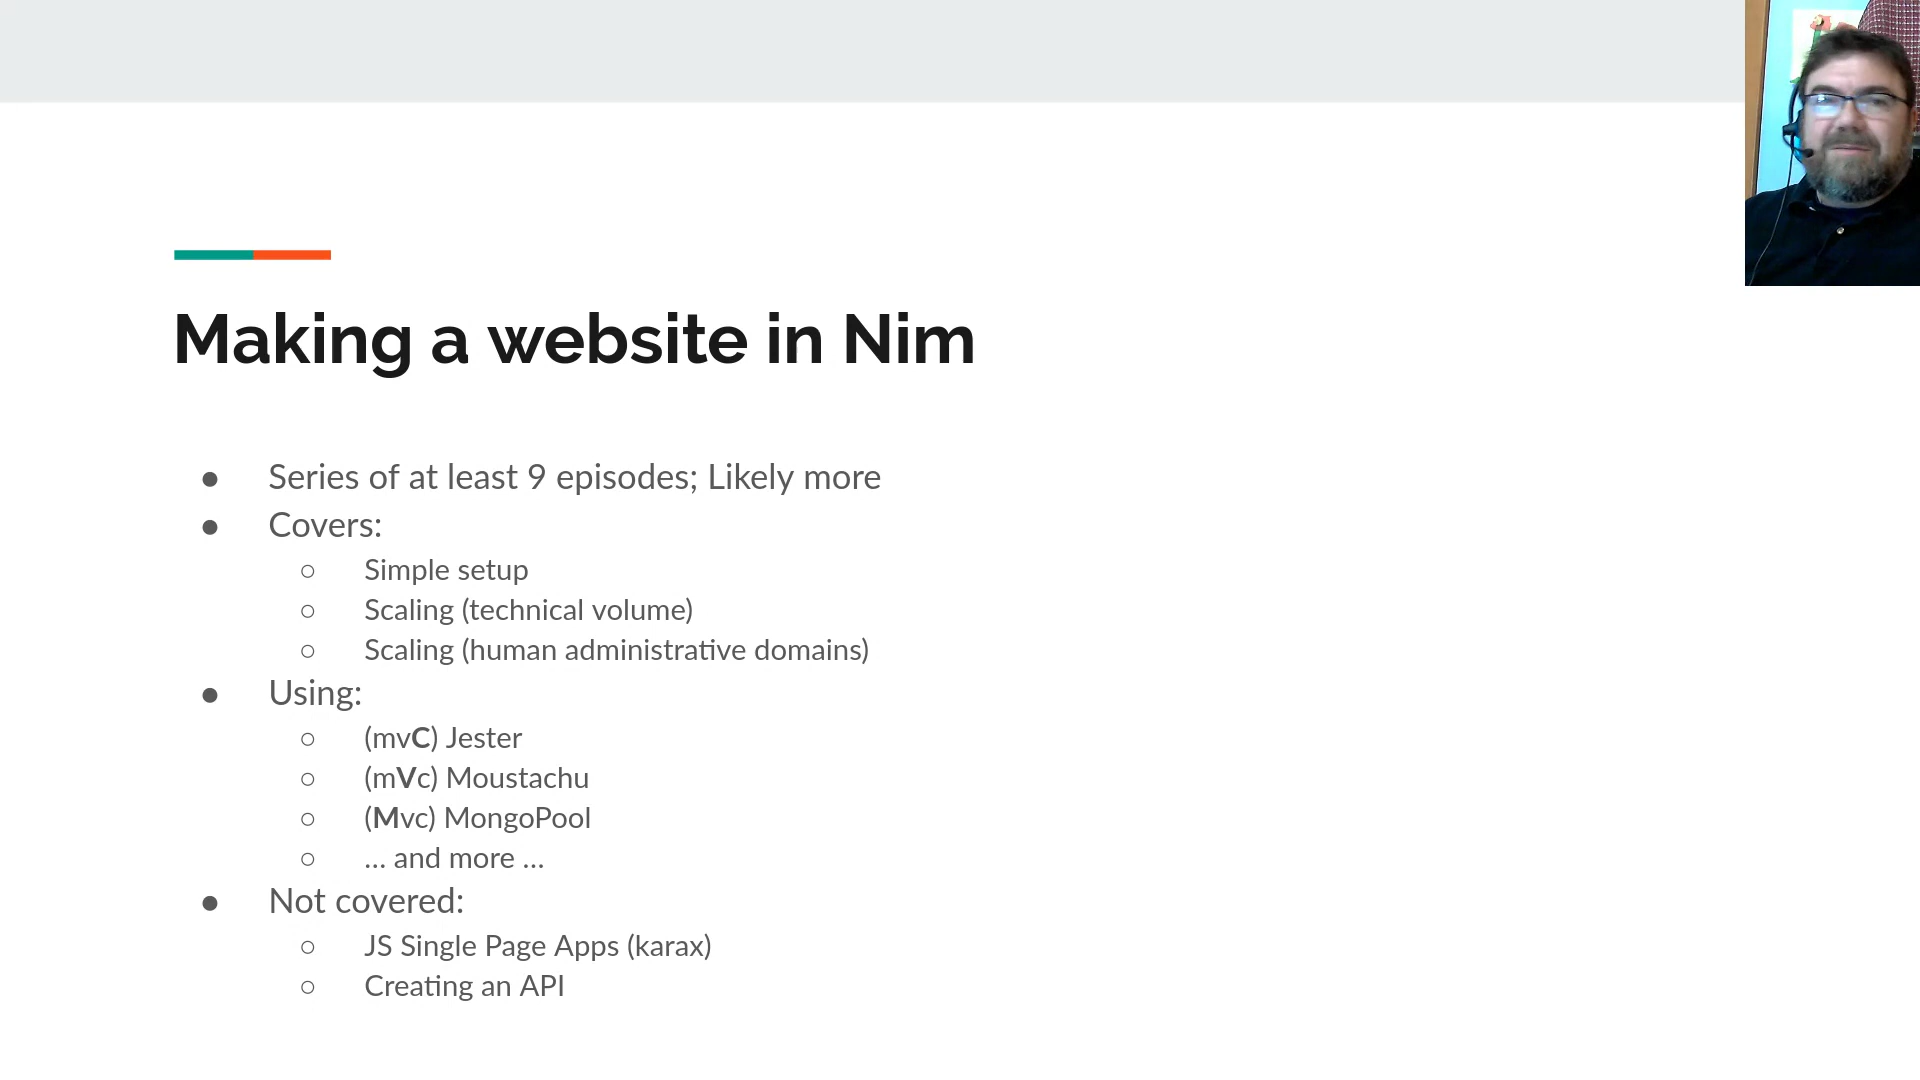 Making a website in Nim
● Series of at least 9 episodes; Likely more
● Covers:
○ Simple setup
○ Scaling (technical volume)
○ Scaling (human administrative domains)
● Using:
○ (mvC) Jester
○ (mVc) Moustachu
○ (Mvc) MongoPool
○ ... and more ...
● Not covered:
○ JS Single Page Apps (karax)
○ Creating an API